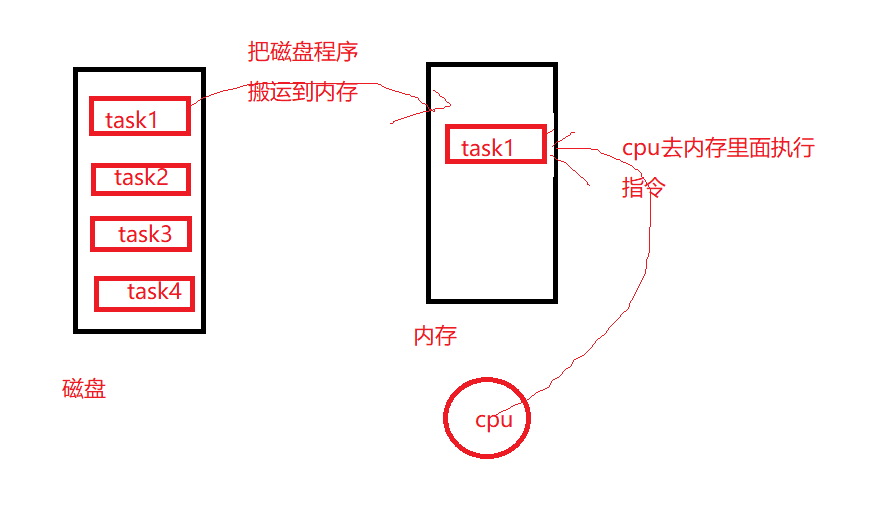 把磁盘程序
搬运到内存
task1
task2
task3
task4
磁盘
task1
内存
cpu去内存里面执行
指令
cpu